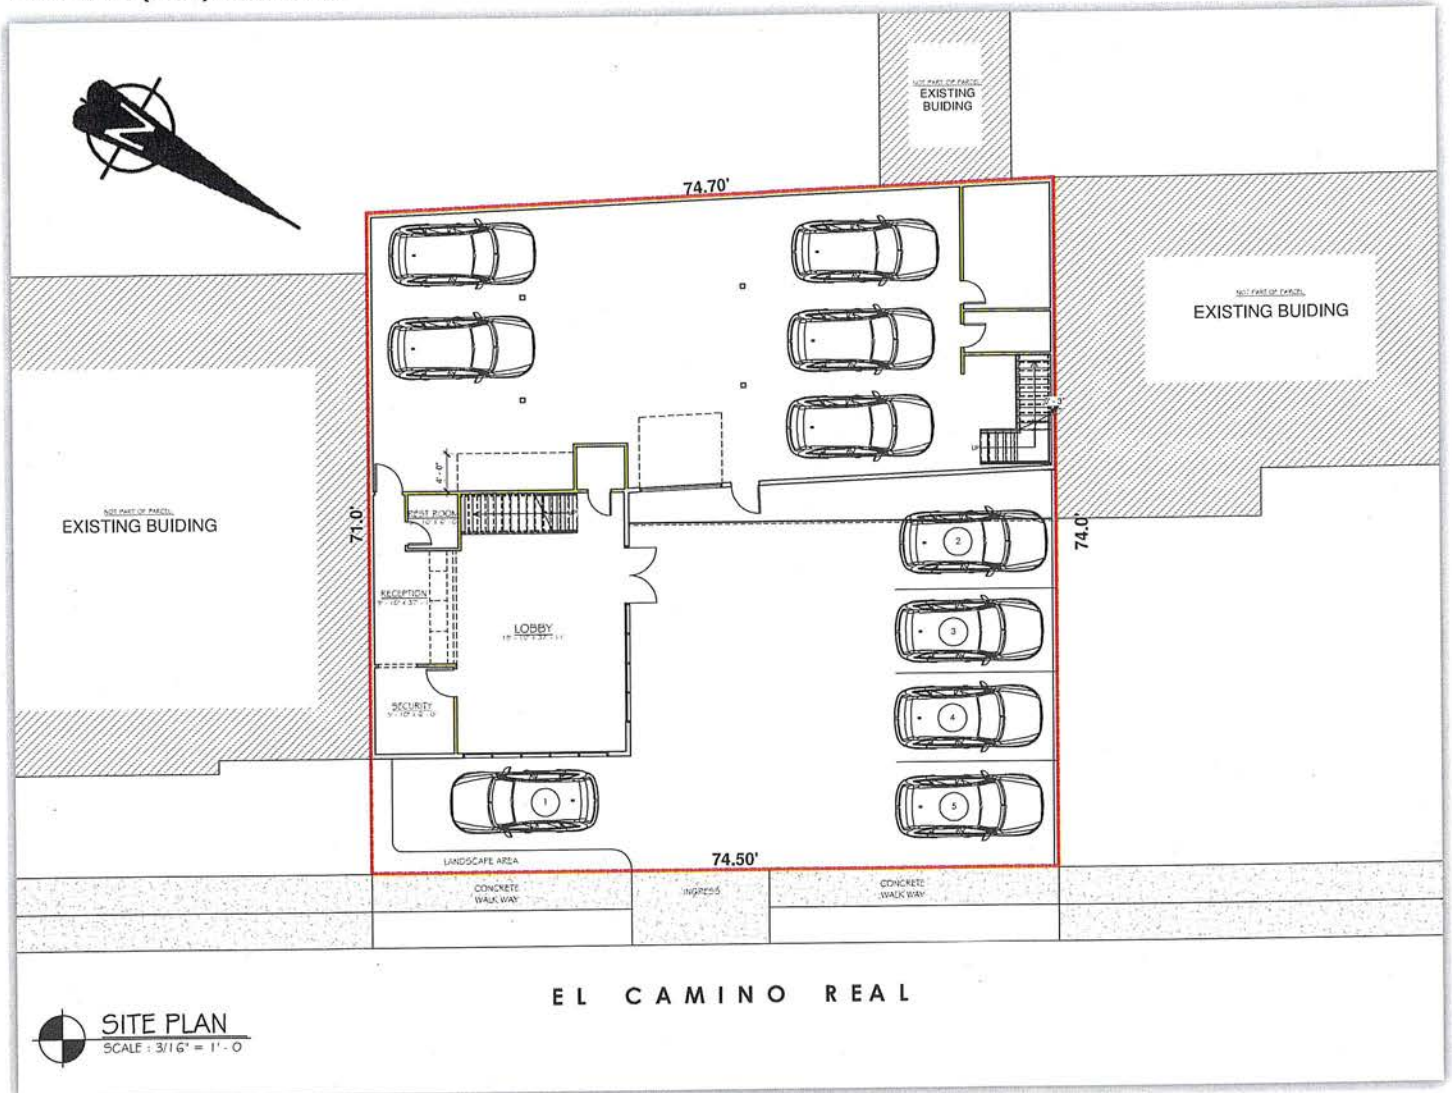 NOT PART OF PARCEL
EXISTING
BUIDING
74.70'
NOT PART OF PARCEL
EXISTING BUIDING
NOT PART OF PARCEL
EXISTING BUIDING
71.0'
74.0'
4'-0"
UP
REST ROOM
RECEPTION
LOBBY
SECURITY
2
3
4
5
1
LANDSCAPE AREA
74.50'
CONCRETE
WALK WAY
INGRESS
CONCRETE
WALK WAY
EL CAMINO REAL
SITE PLAN
SCALE : 3/16" = 1' - 0
N